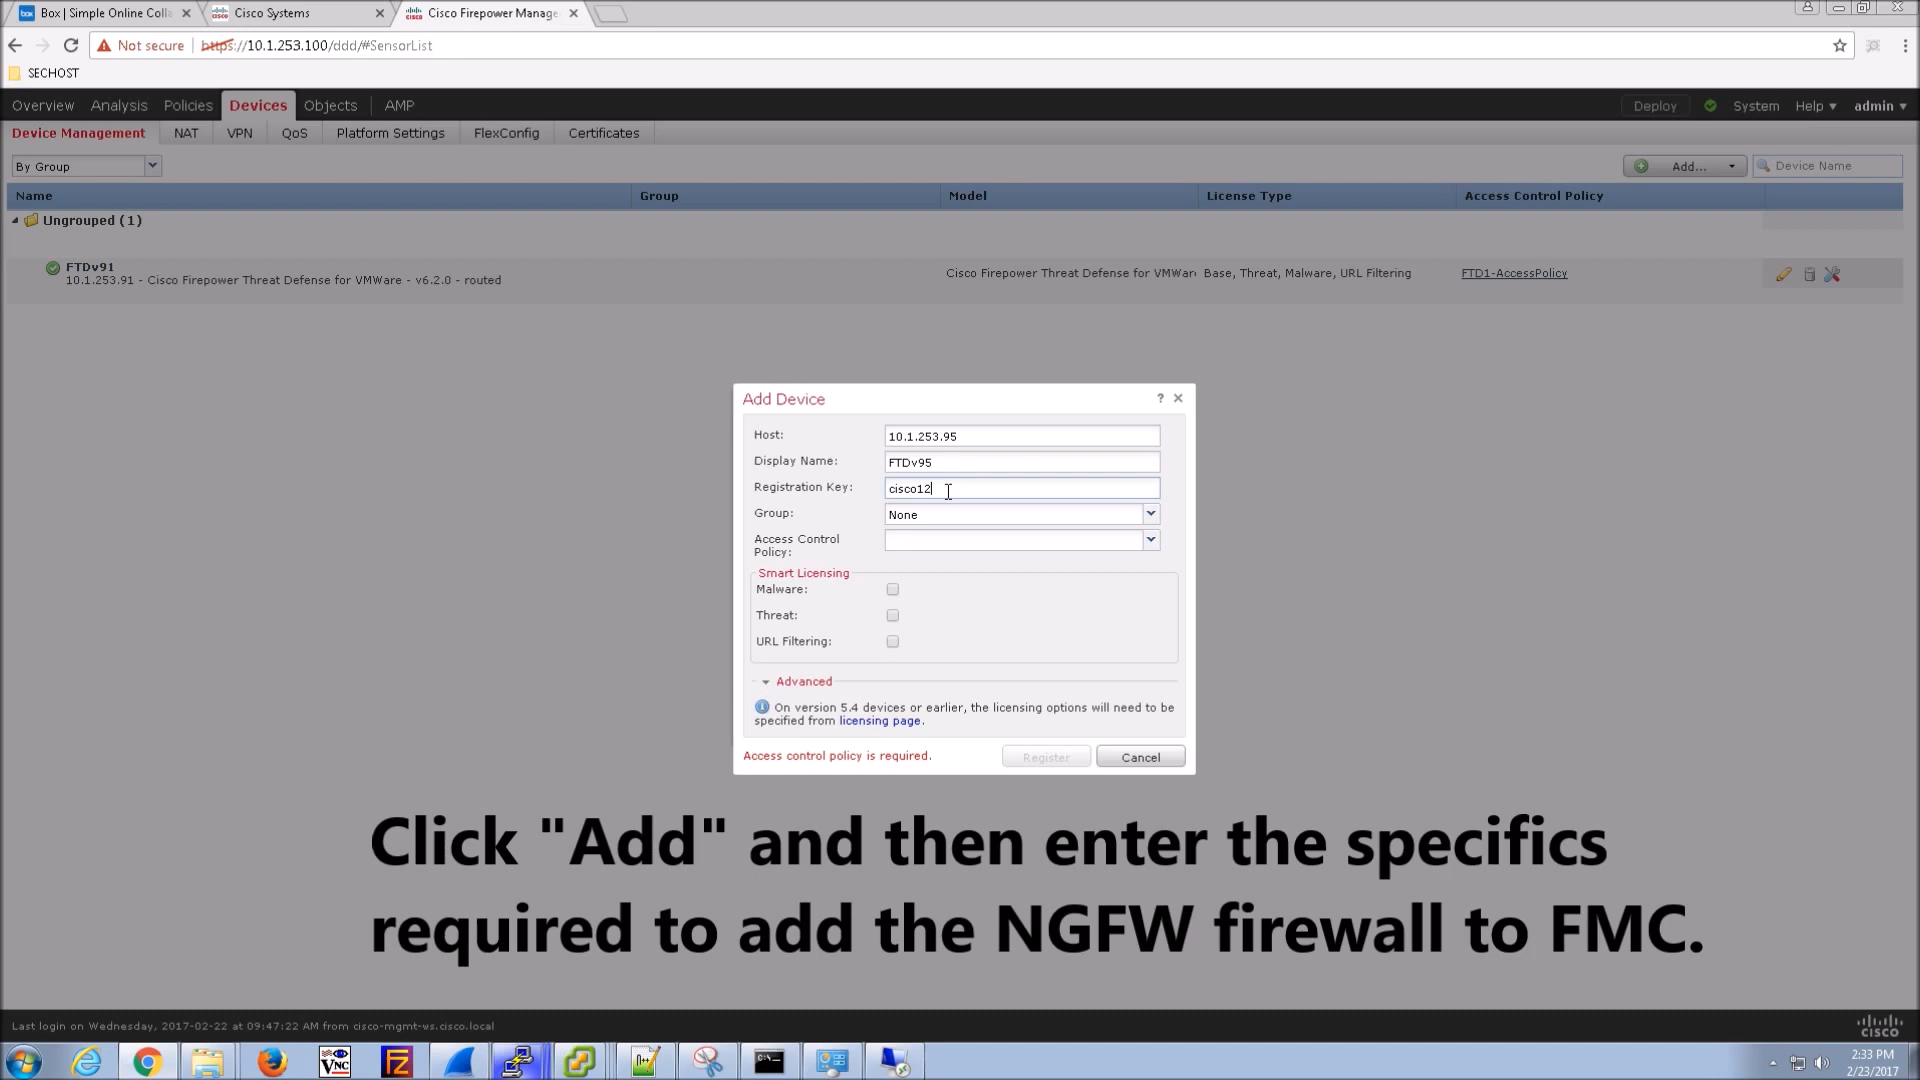 Box | Simple Online Colla
Cisco Systems
Cisco Firepower Manage
Not secure | https://10.1.253.100/ddd/#SensorList
SECHOST
Overview Analysis Policies Devices Objects AMP Deploy System Help admin
Device Management NAT VPN QoS Platform Settings FlexConfig Certificates
By Group Add... Device Name
Name Group Model License Type Access Control Policy
Ungrouped (1)
FTDv91
10.1.253.91 - Cisco Firepower Threat Defense for VMWare - v6.2.0 - routed
Cisco Firepower Threat Defense for VMWar Base, Threat, Malware, URL Filtering FTD1-AccessPolicy
Add Device ?
Host: 10.1.253.95
Display Name: FTDv95
Registration Key: cisco12
Group: None
Access Control
Policy:
Smart Licensing
Malware:
Threat:
URL Filtering:
Advanced
On version 5.4 devices or earlier, the licensing options will need to be
specified from licensing page.
Access control policy is required. Register Cancel
Click "Add" and then enter the specifics
required to add the NGFW firewall to FMC.
Last login on Wednesday, 2017-02-22 at 09:47:22 AM from cisco-mgmt-ws.cisco.local
CISCO
VNC
2:33 PM
2/23/2017